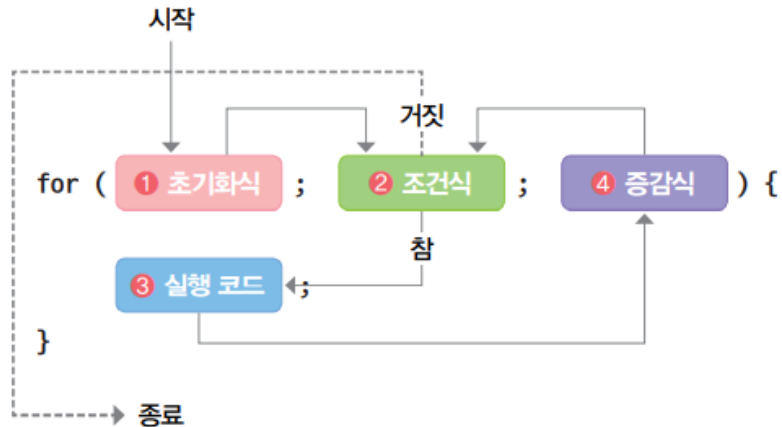 시작
거짓
for ( ❶ 초기화식 ; ❷ 조건식 ; ❹ 증감식 ) {
참
❸ 실행 코드 ;
}
종료